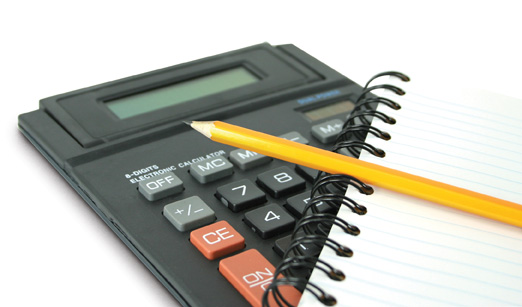 8-DIGITS
ELECTRONIC CALCULATOR
OFF MC M M+
+/- 7 8
CE 4
ON/C